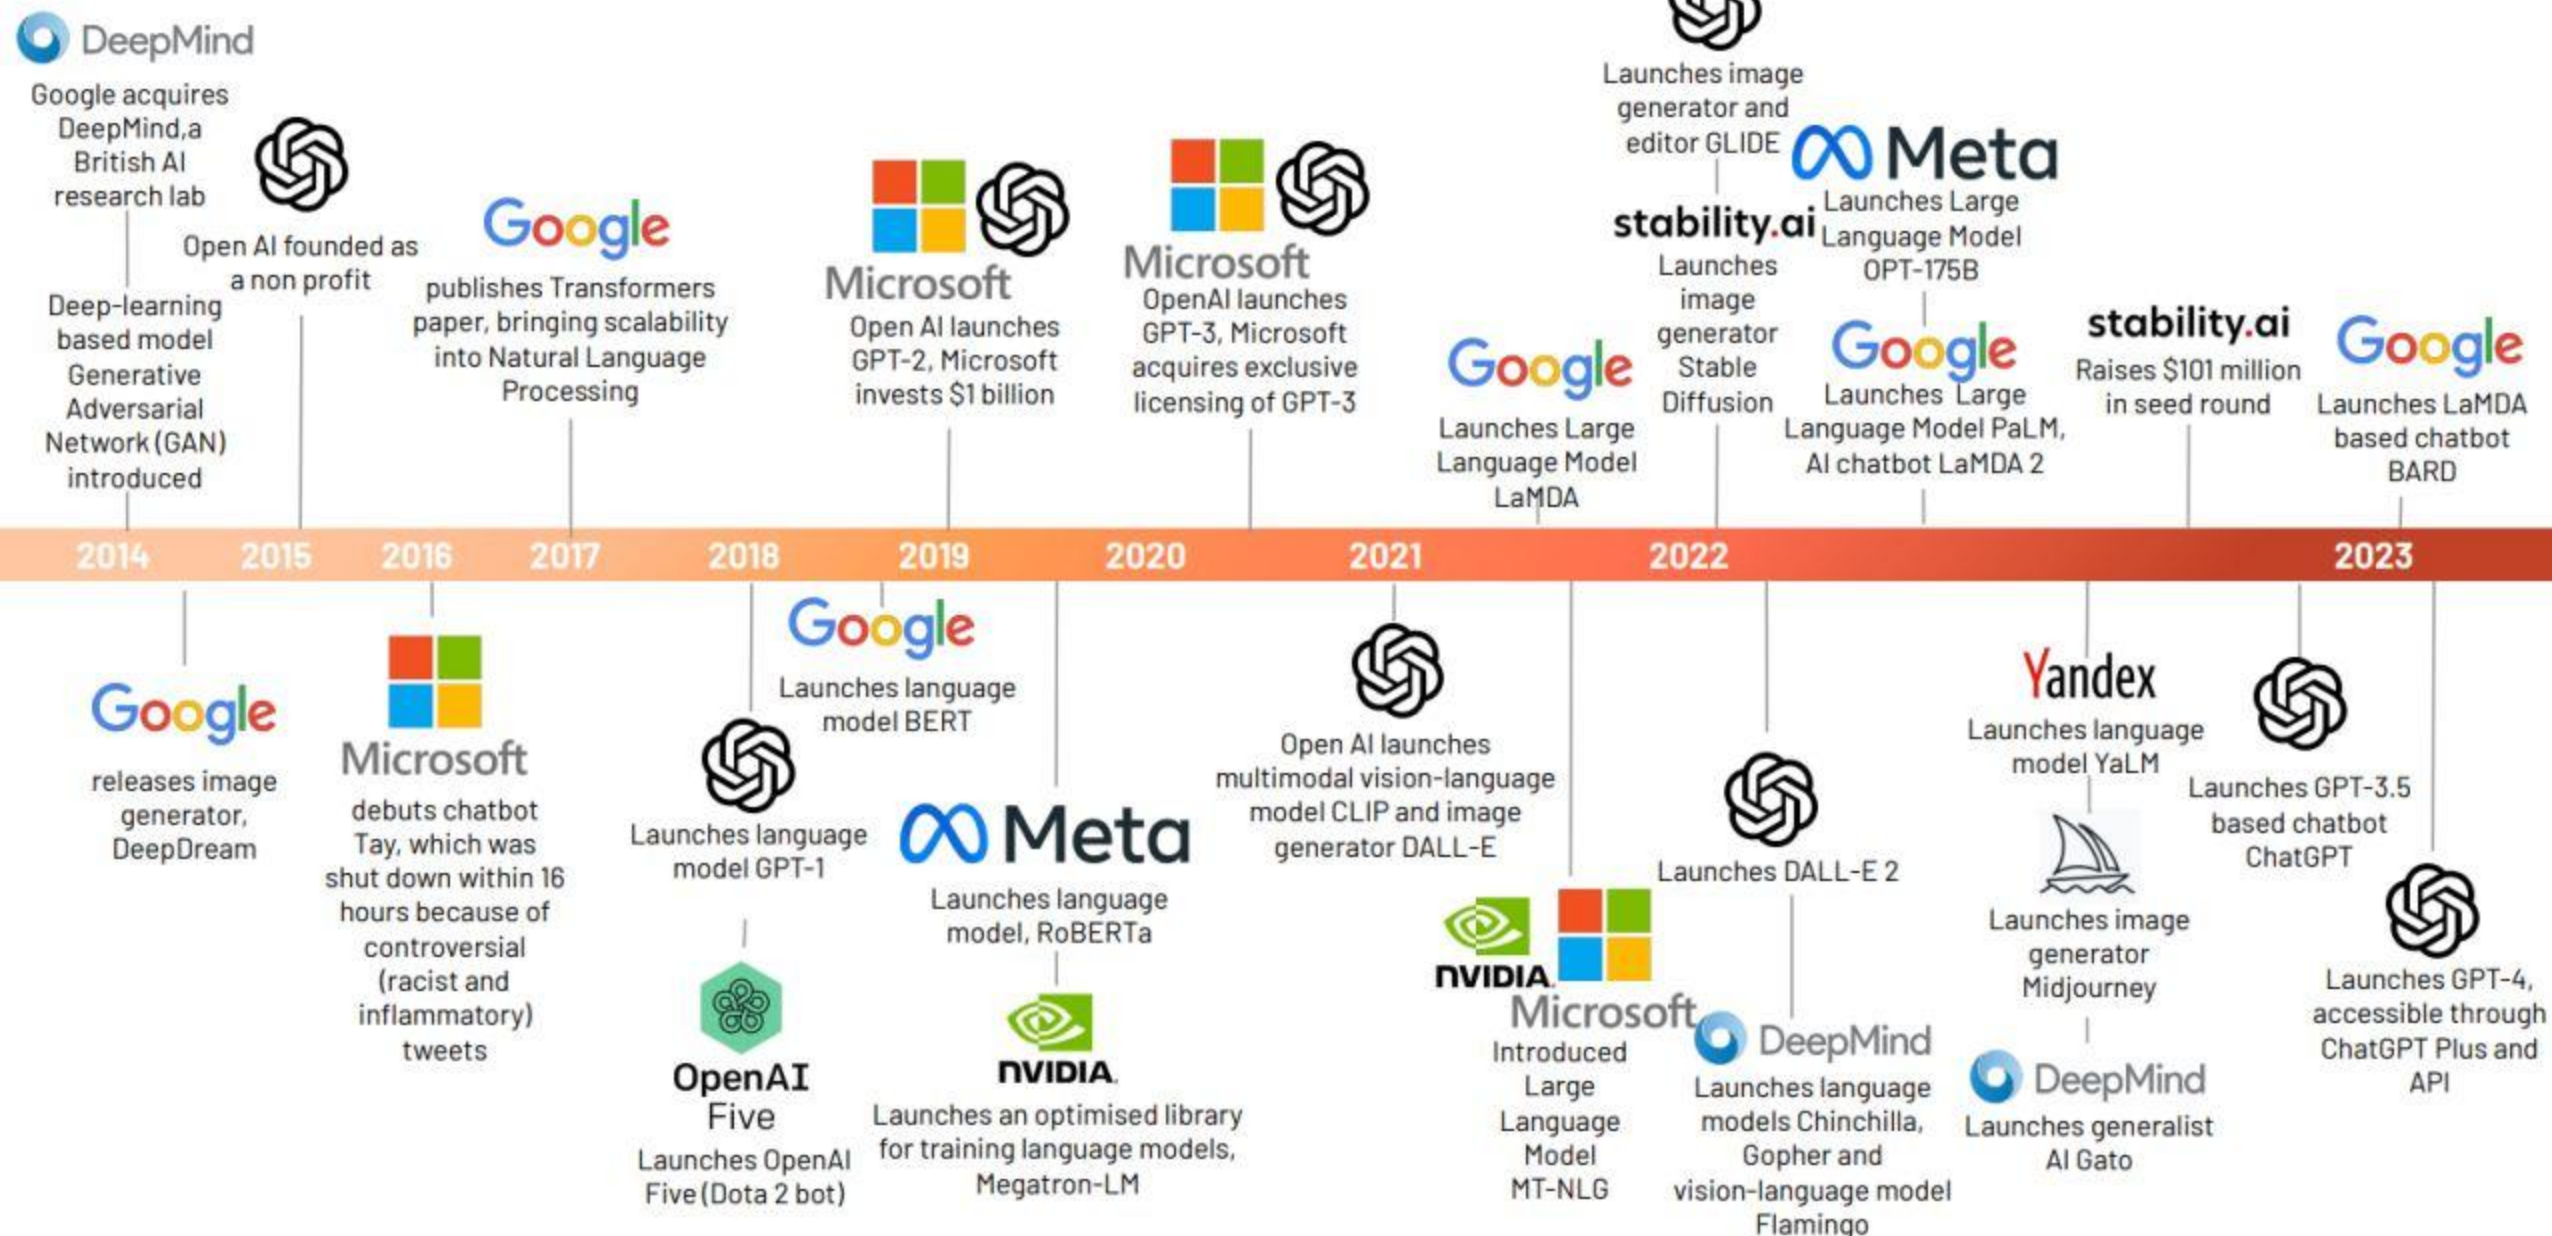 DeepMind
Google acquires
DeepMind,a
British AI
research lab
Deep-learning
based model
Generative
Adversarial
Network (GAN)
introduced
Open AI founded as
a non profit
Google
publishes Transformers
paper, bringing scalability
into Natural Language
Processing
Microsoft
Open AI launches
GPT-2, Microsoft
invests $1 billion
Microsoft
OpenAI launches
GPT-3, Microsoft
acquires exclusive
licensing of GPT-3
Google
Launches Large
Language Model
LaMDA
Launches image
generator and
editor GLIDE
stability.ai
Launches
image
generator
Stable
Diffusion
Meta
Launches Large
Language Model
OPT-175B
Google
Launches Large
Language Model PaLM,
AI chatbot LaMDA 2
stability.ai
Raises $101 million
in seed round
Google
Launches LaMDA
based chatbot
BARD
2014 2015 2016 2017 2018 2019 2020 2021 2022 2023
Google
releases image
generator,
DeepDream
Microsoft
debuts chatbot
Tay, which was
shut down within 16
hours because of
controversial
(racist and
inflammatory)
tweets
Launches language
model GPT-1
OpenAI
Five
Launches OpenAI
Five (Dota 2 bot)
Google
Launches language
model BERT
Meta
Launches language
model, RoBERTa
NVIDIA.
Launches an optimised library
for training language models,
Megatron-LM
Open AI launches
multimodal vision-language
model CLIP and image
generator DALL-E
NVIDIA.
Microsoft
Introduced
Large
Language
Model
MT-NLG
Launches DALL-E 2
DeepMind
Launches language
models Chinchilla,
Gopher and
vision-language model
Flamingo
Yandex
Launches language
model YaLM
Launches image
generator
Midjourney
DeepMind
Launches generalist
AI Gato
Launches GPT-3.5
based chatbot
ChatGPT
Launches GPT-4,
accessible through
ChatGPT Plus and
API